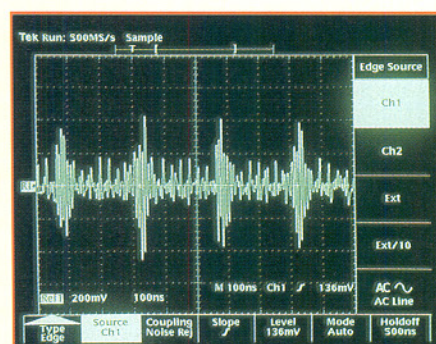 Tek Run: 500MS/s Sample
T
Edge Source
Ch1
Ch2
Ext
Ext/10
AC
AC Line
R1
M 100ns Ch1 136mV
Ref1 200mV 100ns
Type
Edge
Source
Ch1
Coupling
Noise Rej
Slope
Level
136mV
Mode
Auto
Holdoff
500ns